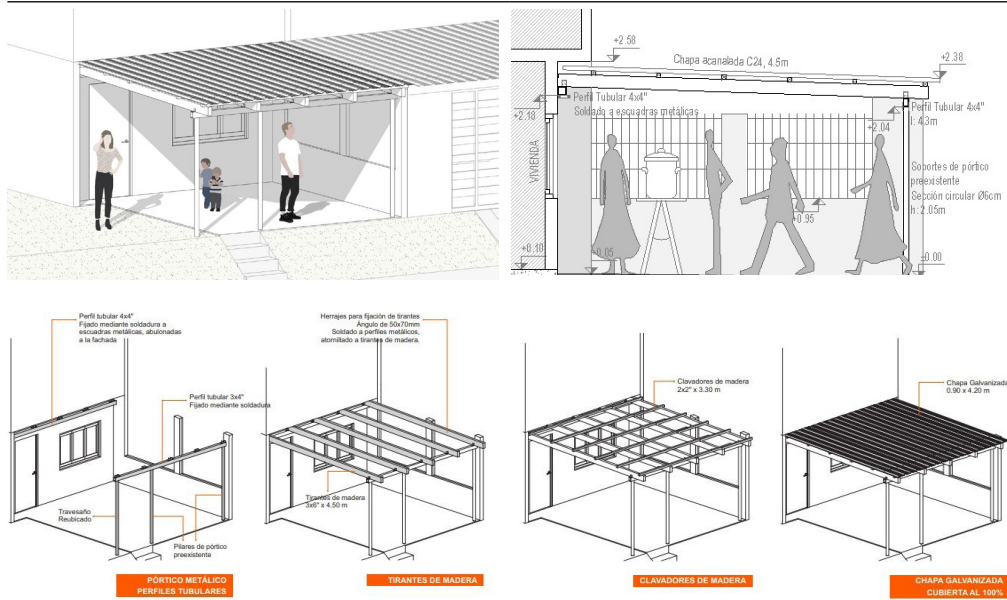 +2.58
Chapa acanalada C24, 4.5m
+2.38
Perfil Tubular 4x4"
Soldado a escuadras metálicas
+2.18
Perfil Tubular 4x4"
l: 4.3m
+2.04
VIVIENDA
Soportes de pórtico
preexistente
Sección circular Ø6cm
h: 2.05m
+0.95
+0.10
+0.05
±0.00
Perfil tubular 4x4"
Fijado mediante soldadura a
escuadras metálicas, abulonadas
a la fachada
Perfil tubular 3x4"
Fijado mediante soldadura
Travesaño
Reubicado
Pilares de pórtico
preexistente
PÓRTICO METÁLICO
PERFILES TUBULARES
Herrajes para fijación de tirantes
Ángulo de 50x70mm
Soldado a perfiles metálicos,
atornillado a tirantes de madera.
Tirantes de madera
3x6" x 4.50 m
TIRANTES DE MADERA
Clavadores de madera
2x2" x 3.30 m
CLAVADORES DE MADERA
Chapa Galvanizada
0.90 x 4.20 m
CHAPA GALVANIZADA
CUBIERTA AL 100%